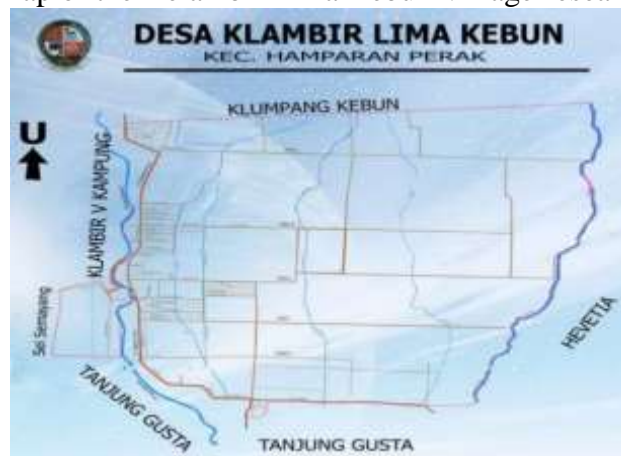 DESA KLAMBIR LIMA KEBUN
KEC. HAMPARAN PERAK
KLUMPANG KEBUN
U
KLAMBIR V KAMPUNG
Sei Semayang
HEVETIA
TANJUNG GUSTA
TANJUNG GUSTA